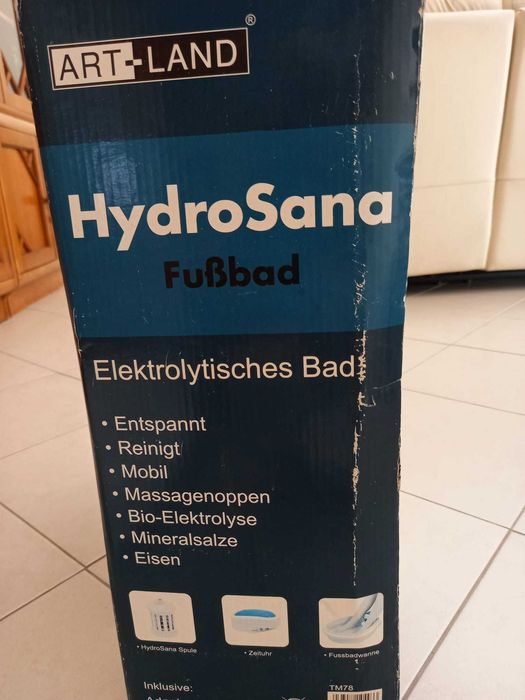 ART-LAND ®
HydroSana
Fußbad
Elektrolytisches Bad
• Entspannt
• Reinigt
• Mobil
• Massagenoppen
• Bio-Elektrolyse
• Mineralsalze
• Eisen
• HydroSana Spule
• Zeituhr
• Fussbadwanne
Inklusive:
TM78